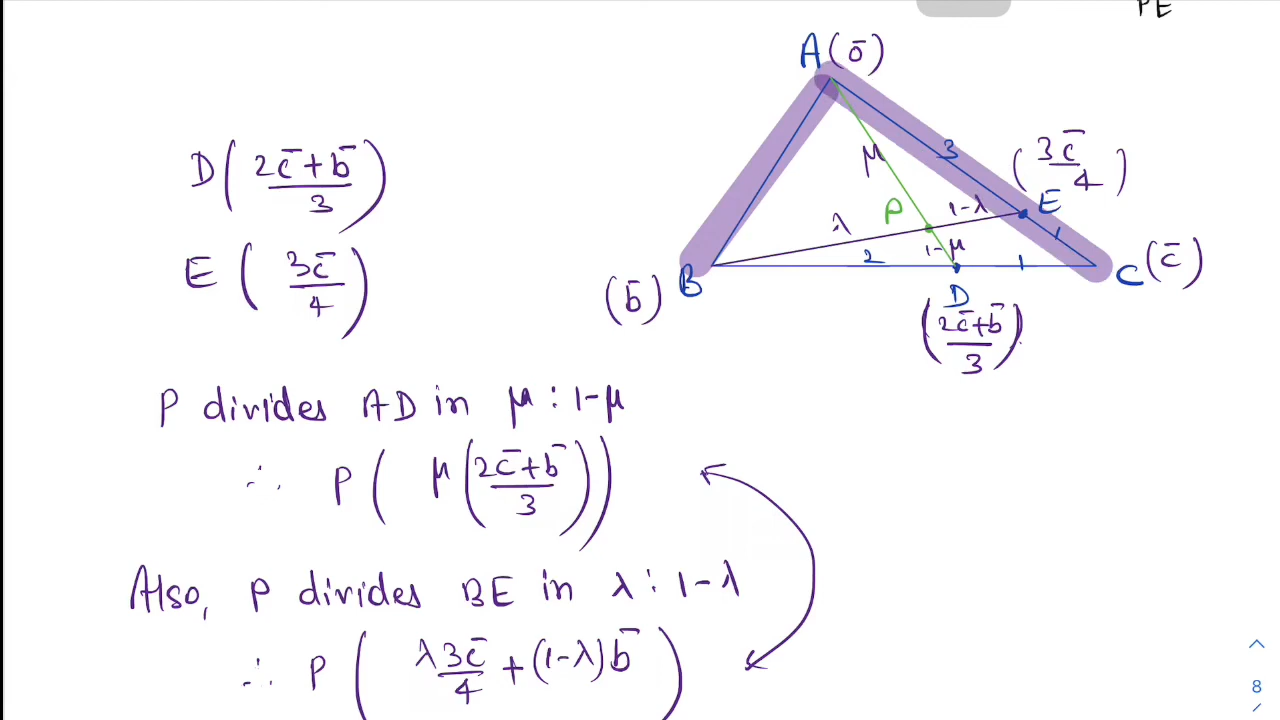 PE
A(ō)
D( (2c̄+b̄)/3 )
μ
3
( 3c̄/4 )
E
P
1-λ
λ
1
E ( 3c̄/4 )
1-μ
2
1
B
(b̄)
C(c̄)
D
( (2c̄+b̄)/3 )
P divides AD in μ : 1-μ
∴ P ( μ( (2c̄+b̄)/3 ) )
Also, P divides BE in λ : 1-λ
∴ P ( λ 3c̄/4 + (1-λ)b̄ )
8